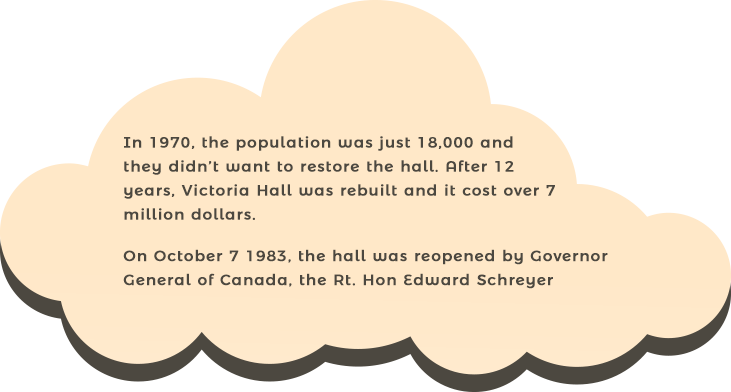 In 1970, the population was just 18,000 and
they didn’t want to restore the hall. After 12
years, Victoria Hall was rebuilt and it cost over 7
million dollars.
On October 7 1983, the hall was reopened by Governor
General of Canada, the Rt. Hon Edward Schreyer